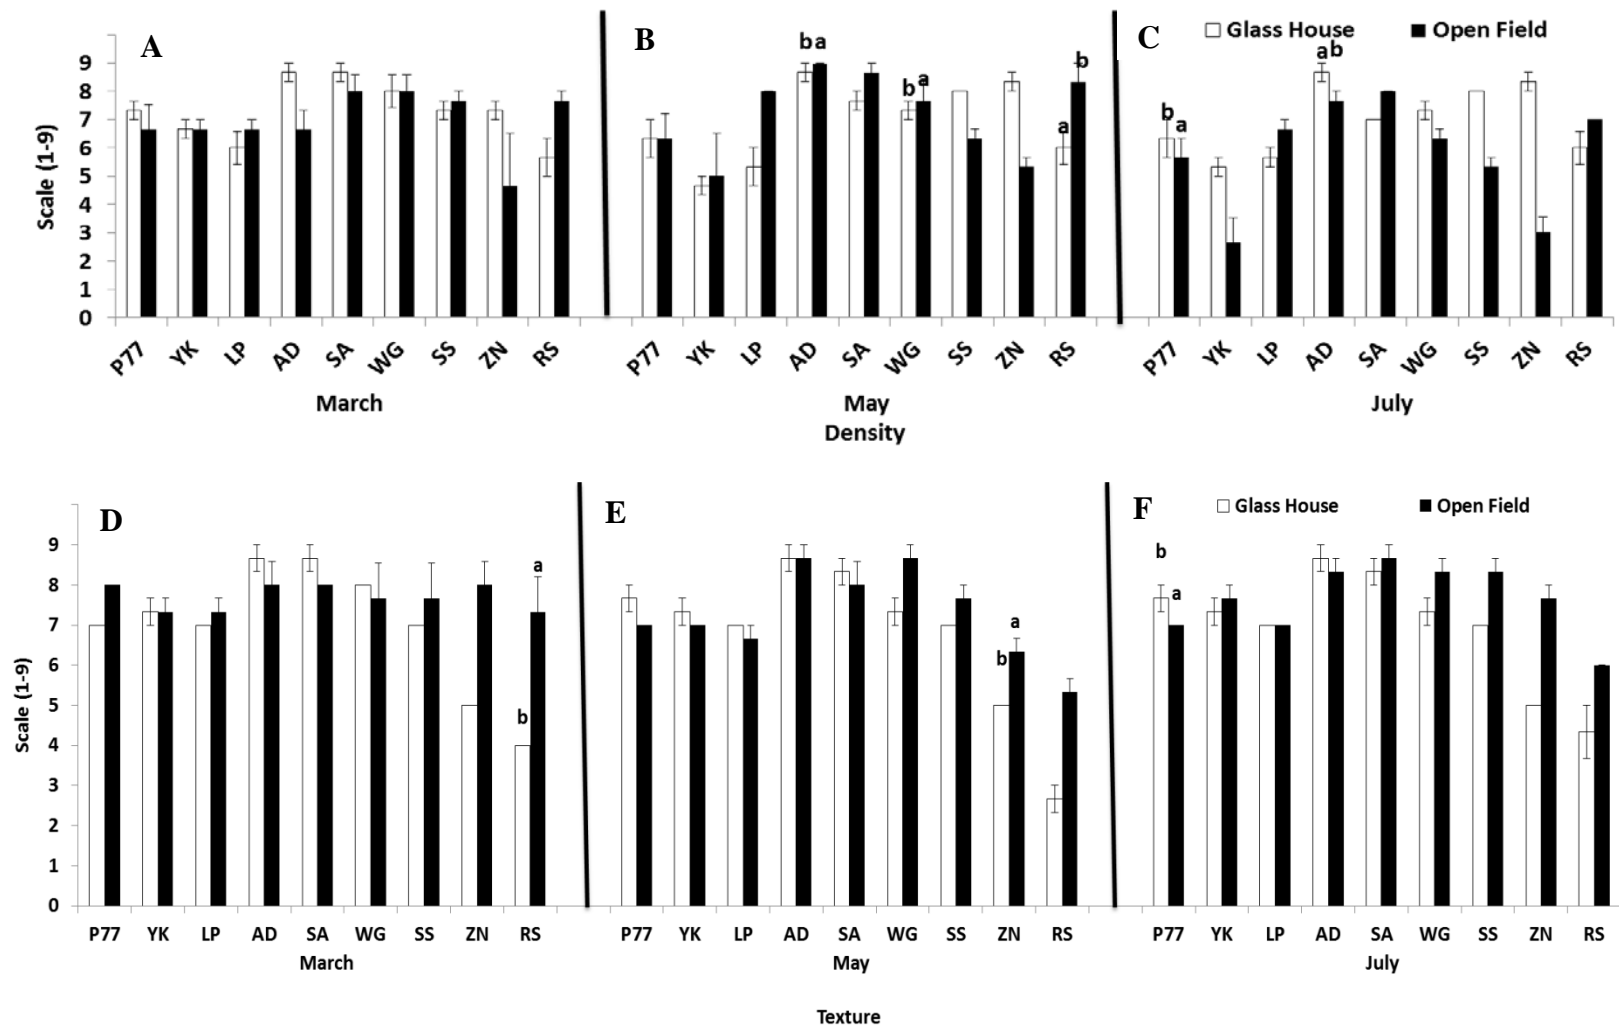 A
B
C
Glass House
Open Field
b a
b a
a b
a b
b a
Scale (1-9)
9
8
7
6
5
4
3
2
1
0
P77 YK LP AD SA WG SS ZN RS
P77 YK LP AD SA WG SS ZN RS
P77 YK LP AD SA WG SS ZN RS
March
May
July
Density
D
E
F
Glass House
Open Field
b a
b a
b a
Scale (1-9)
9
8
7
6
5
4
3
2
1
0
P77 YK LP AD SA WG SS ZN RS
P77 YK LP AD SA WG SS ZN RS
P77 YK LP AD SA WG SS ZN RS
March
May
July
Texture